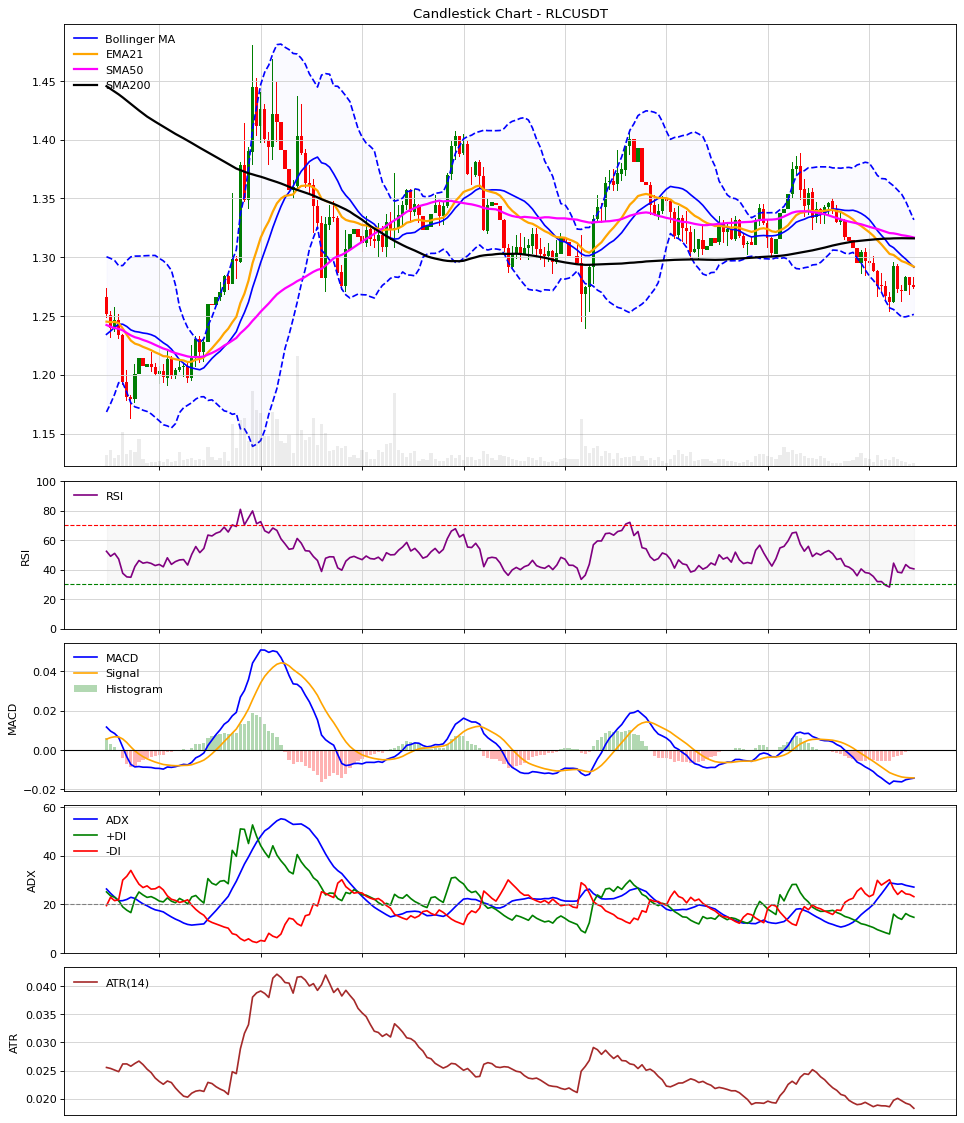 Candlestick Chart - RLCUSDT
Bollinger MA
EMA21
SMA50
SMA200
1.45
1.40
1.35
1.30
1.25
1.20
1.15
RSI
RSI
100
80
60
40
20
0
MACD
Signal
Histogram
MACD
0.04
0.02
0.00
−0.02
ADX
+DI
-DI
ADX
60
40
20
0
ATR(14)
ATR
0.040
0.035
0.030
0.025
0.020